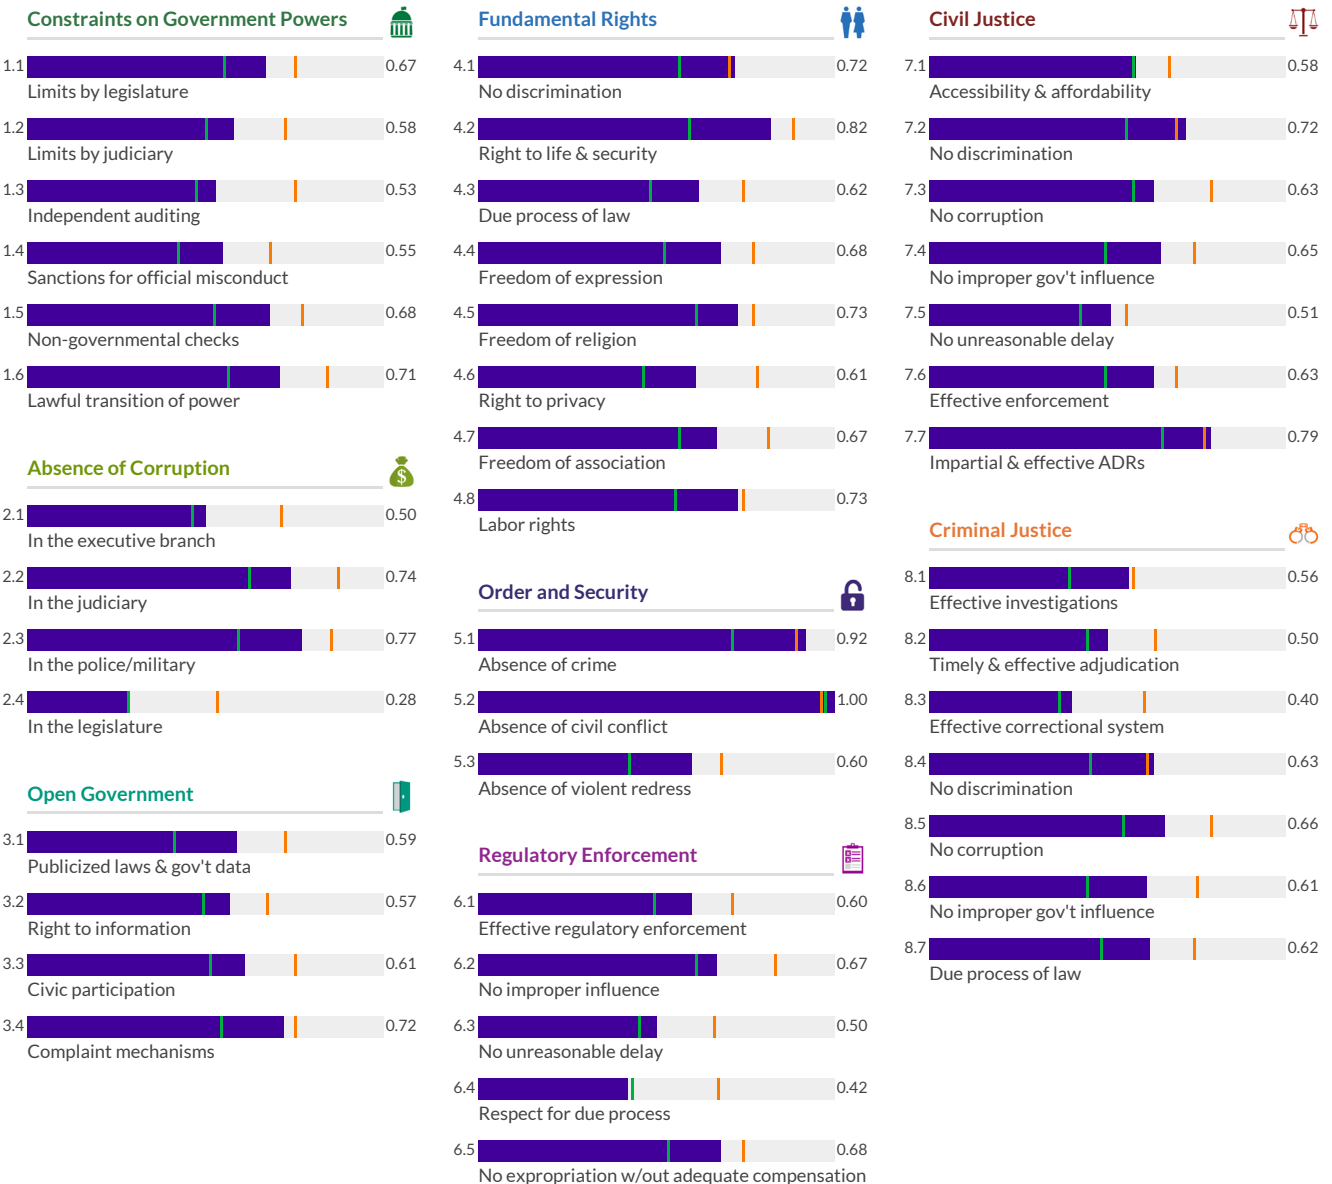 Constraints on Government Powers
1.1 0.67
Limits by legislature
1.2 0.58
Limits by judiciary
1.3 0.53
Independent auditing
1.4 0.55
Sanctions for official misconduct
1.5 0.68
Non-governmental checks
1.6 0.71
Lawful transition of power
Absence of Corruption
$
2.1 0.50
In the executive branch
2.2 0.74
In the judiciary
2.3 0.77
In the police/military
2.4 0.28
In the legislature
Open Government
3.1 0.59
Publicized laws & gov't data
3.2 0.57
Right to information
3.3 0.61
Civic participation
3.4 0.72
Complaint mechanisms
Fundamental Rights
4.1 0.72
No discrimination
4.2 0.82
Right to life & security
4.3 0.62
Due process of law
4.4 0.68
Freedom of expression
4.5 0.73
Freedom of religion
4.6 0.61
Right to privacy
4.7 0.67
Freedom of association
4.8 0.73
Labor rights
Order and Security
5.1 0.92
Absence of crime
5.2 1.00
Absence of civil conflict
5.3 0.60
Absence of violent redress
Regulatory Enforcement
6.1 0.60
Effective regulatory enforcement
6.2 0.67
No improper influence
6.3 0.50
No unreasonable delay
6.4 0.42
Respect for due process
6.5 0.68
No expropriation w/out adequate compensation
Civil Justice
7.1 0.58
Accessibility & affordability
7.2 0.72
No discrimination
7.3 0.63
No corruption
7.4 0.65
No improper gov't influence
7.5 0.51
No unreasonable delay
7.6 0.63
Effective enforcement
7.7 0.79
Impartial & effective ADRs
Criminal Justice
8.1 0.56
Effective investigations
8.2 0.50
Timely & effective adjudication
8.3 0.40
Effective correctional system
8.4 0.63
No discrimination
8.5 0.66
No corruption
8.6 0.61
No improper gov't influence
8.7 0.62
Due process of law